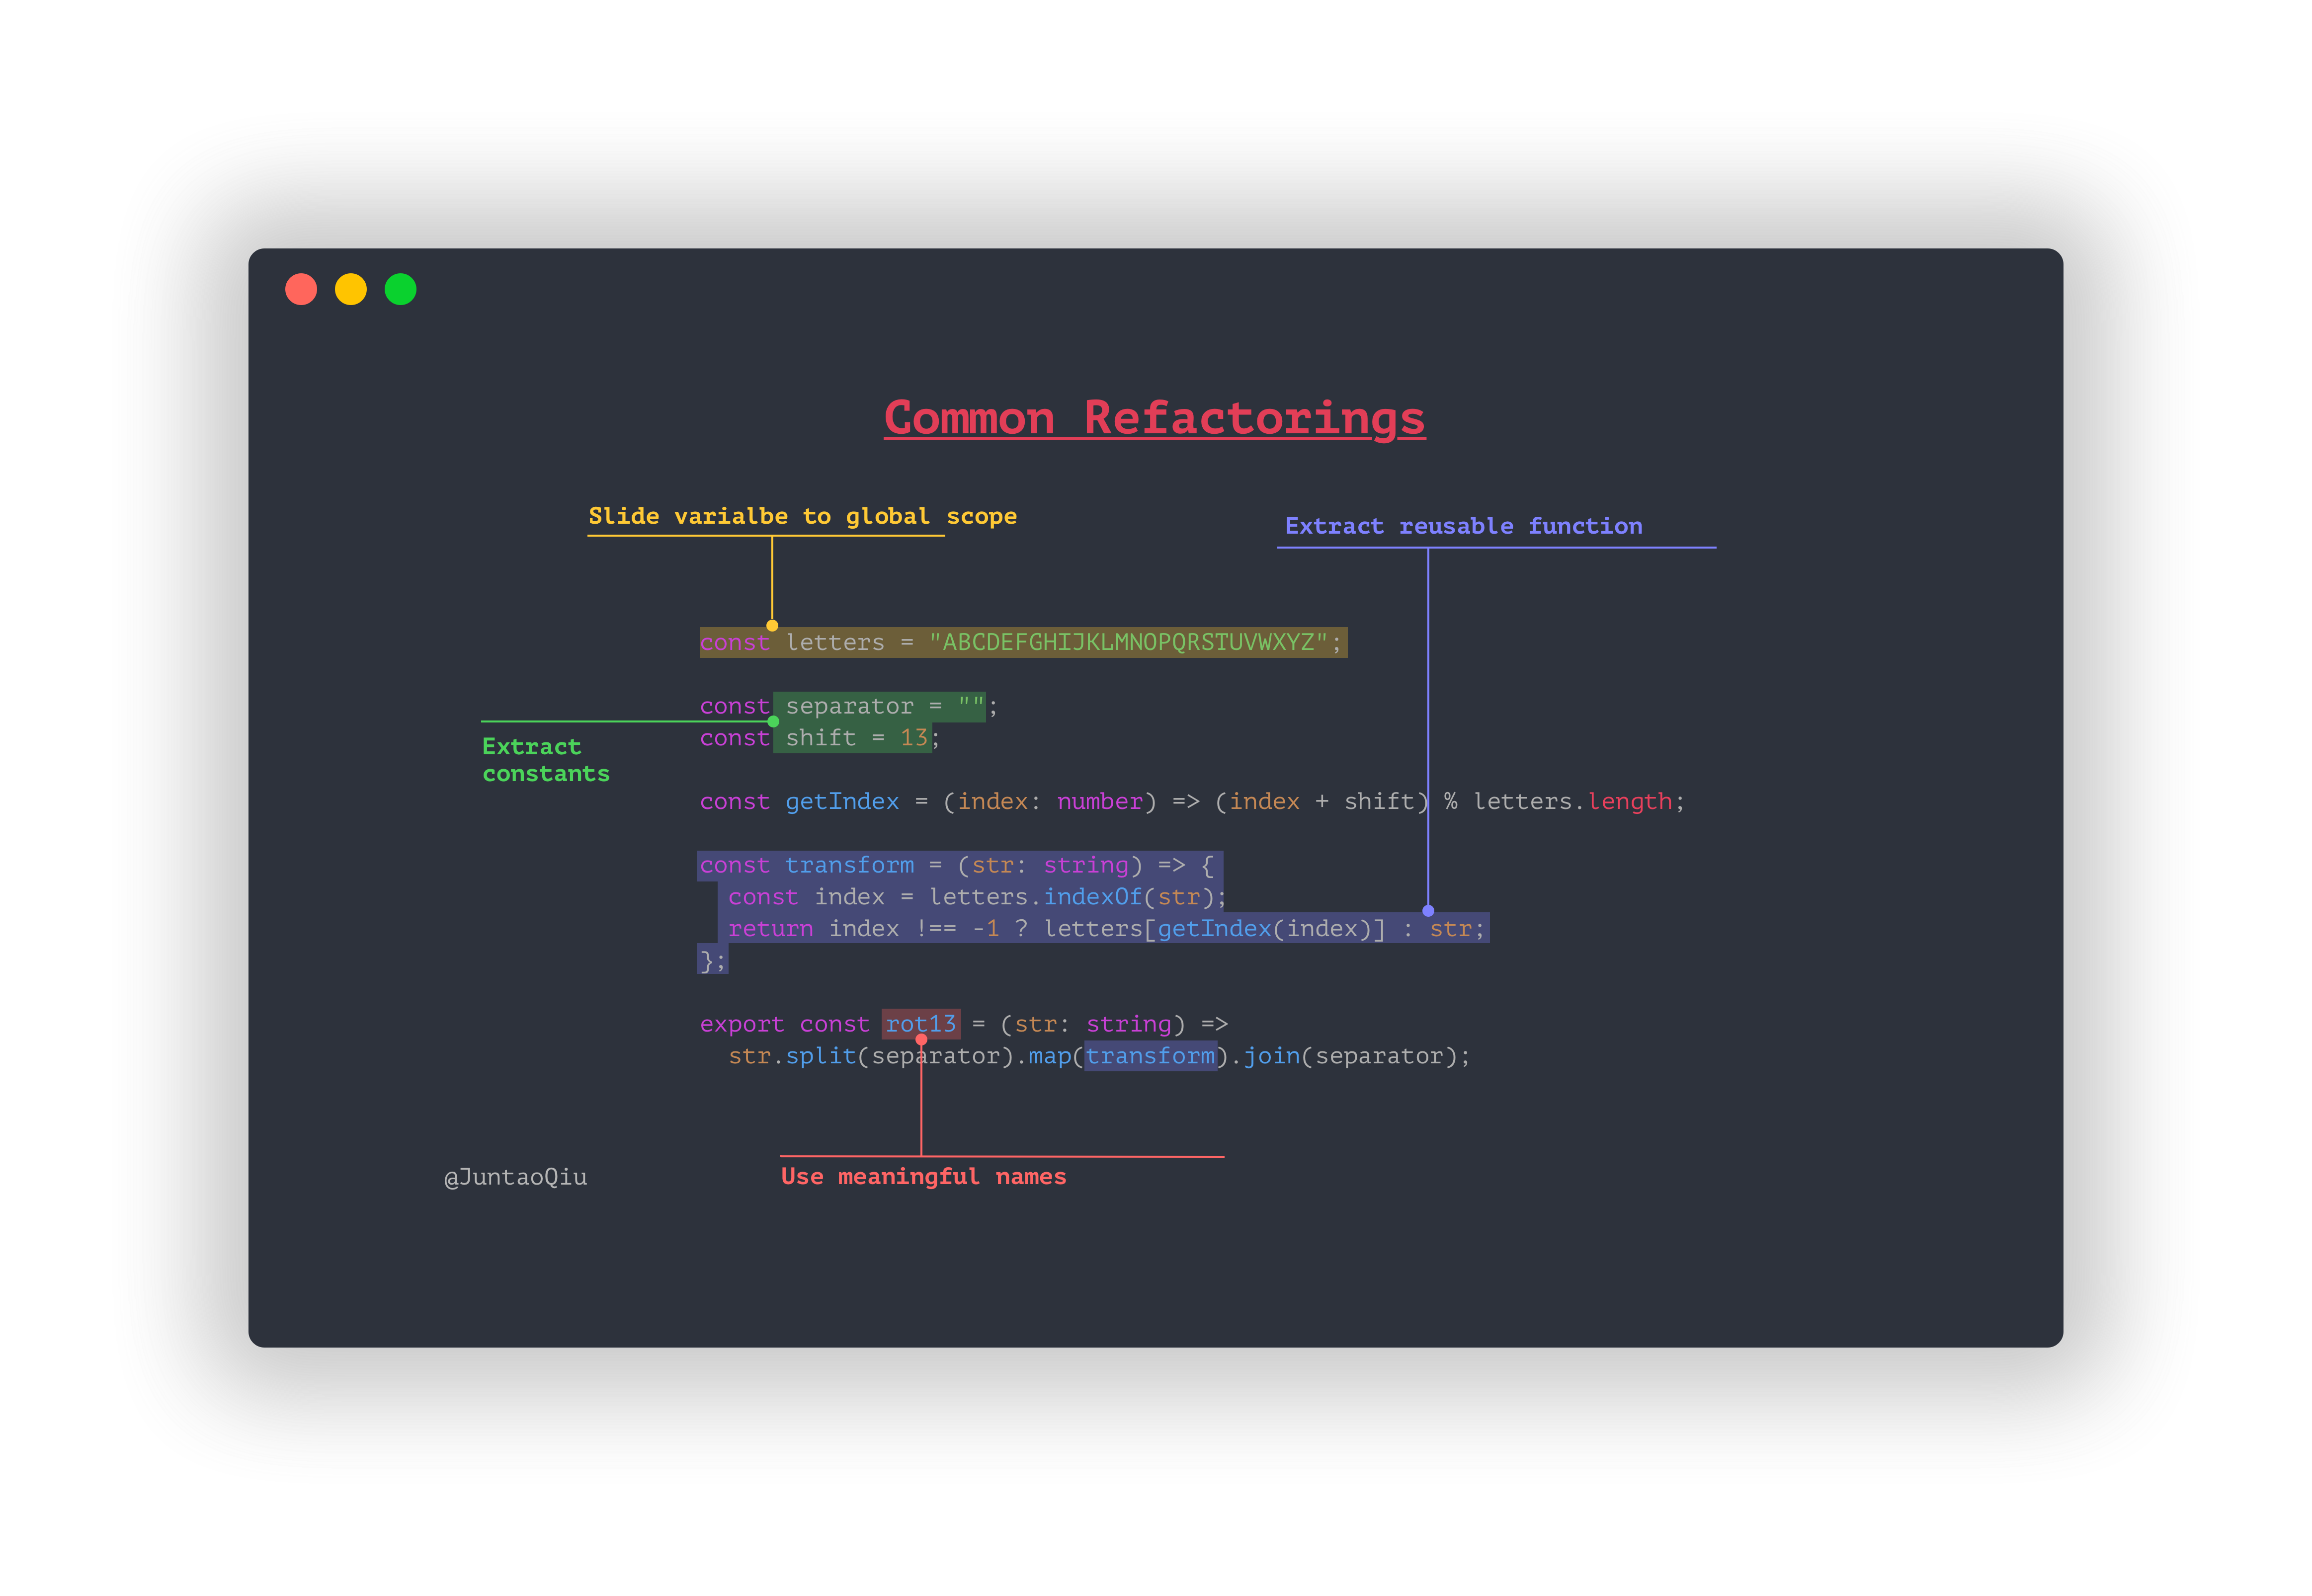 Common Refactorings
Slide varialbe to global scope
Extract reusable function
const letters = "ABCDEFGHIJKLMNOPQRSTUVWXYZ";
const separator = "";
const shift = 13;
Extract
constants
const getIndex = (index: number) => (index + shift) % letters.length;
const transform = (str: string) => {
  const index = letters.indexOf(str);
  return index !== -1 ? letters[getIndex(index)] : str;
};
export const rot13 = (str: string) =>
  str.split(separator).map(transform).join(separator);
@JuntaoQiu
Use meaningful names